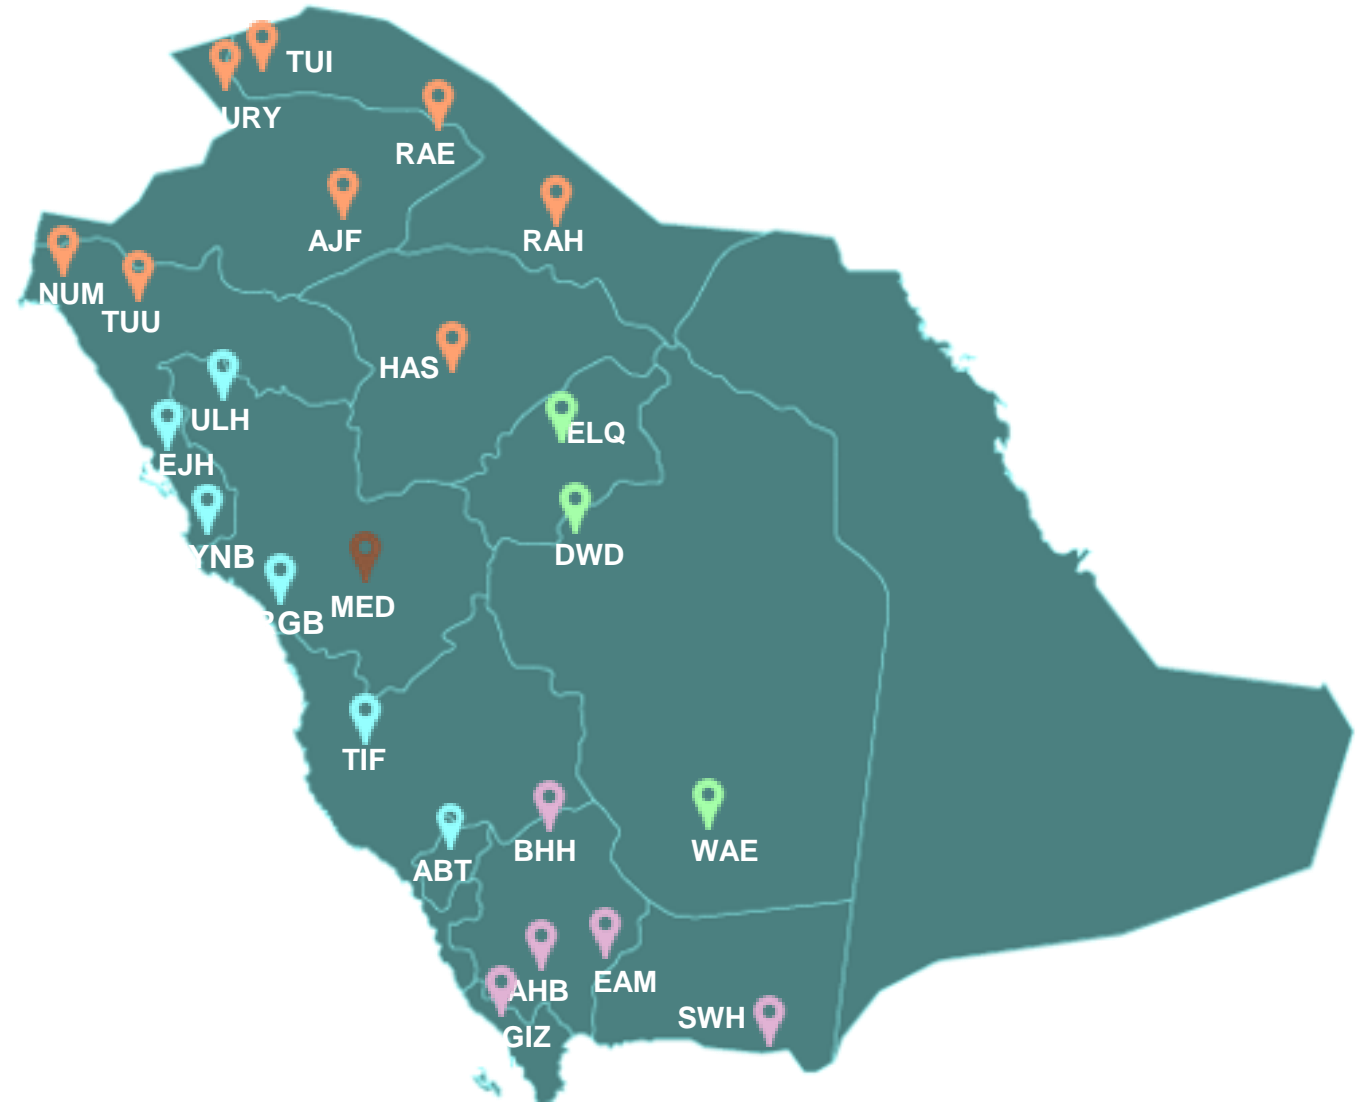 TUI
URY
RAE
AJF
RAH
NUM
TUU
HAS
ULH
ELQ
EJH
YNB
DWD
MED
RGB
TIF
BHH
WAE
ABT
EAM
AHB
SWH
GIZ